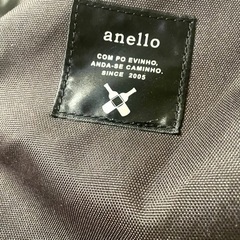 anello
COM PO EVINHO,
ANDA-SE CAMINHO.
SINCE 2005